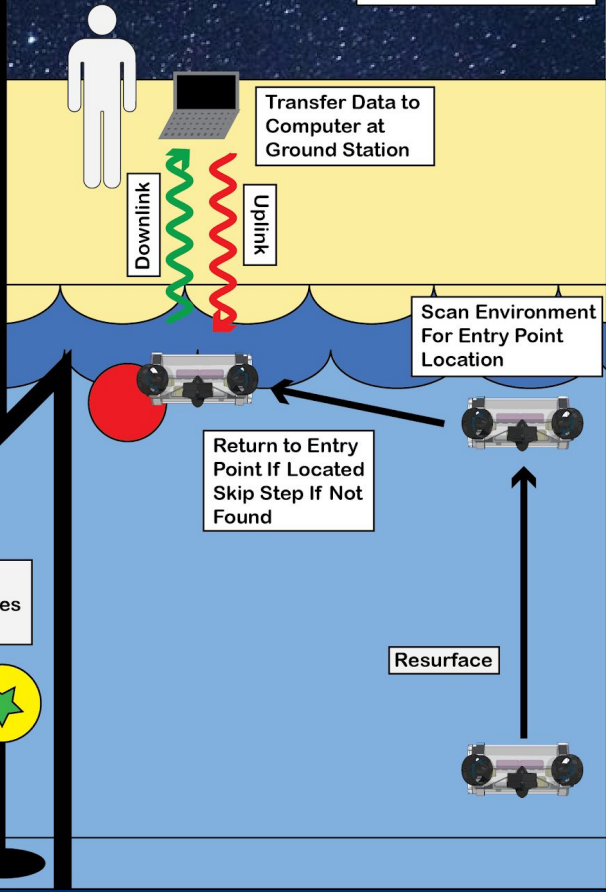 Transfer Data to
Computer at
Ground Station
Downlink
Uplink
Scan Environment
For Entry Point
Location
Return to Entry
Point If Located
Skip Step If Not
Found
es
Resurface